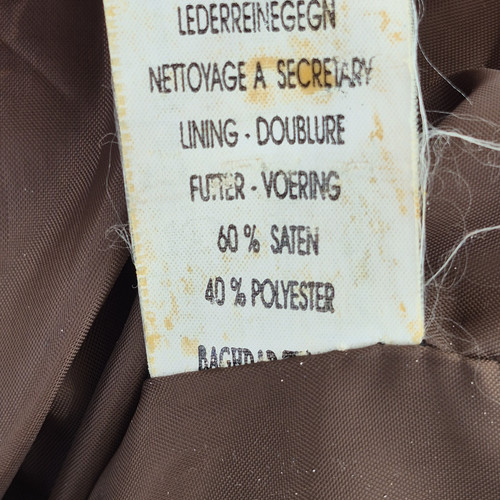 LEDERREINEGEGN
NETTOYAGE A SECRETARY
LINING - DOUBLURE
FUTTER - VOERING
60 % SATEN
40 % POLYESTER